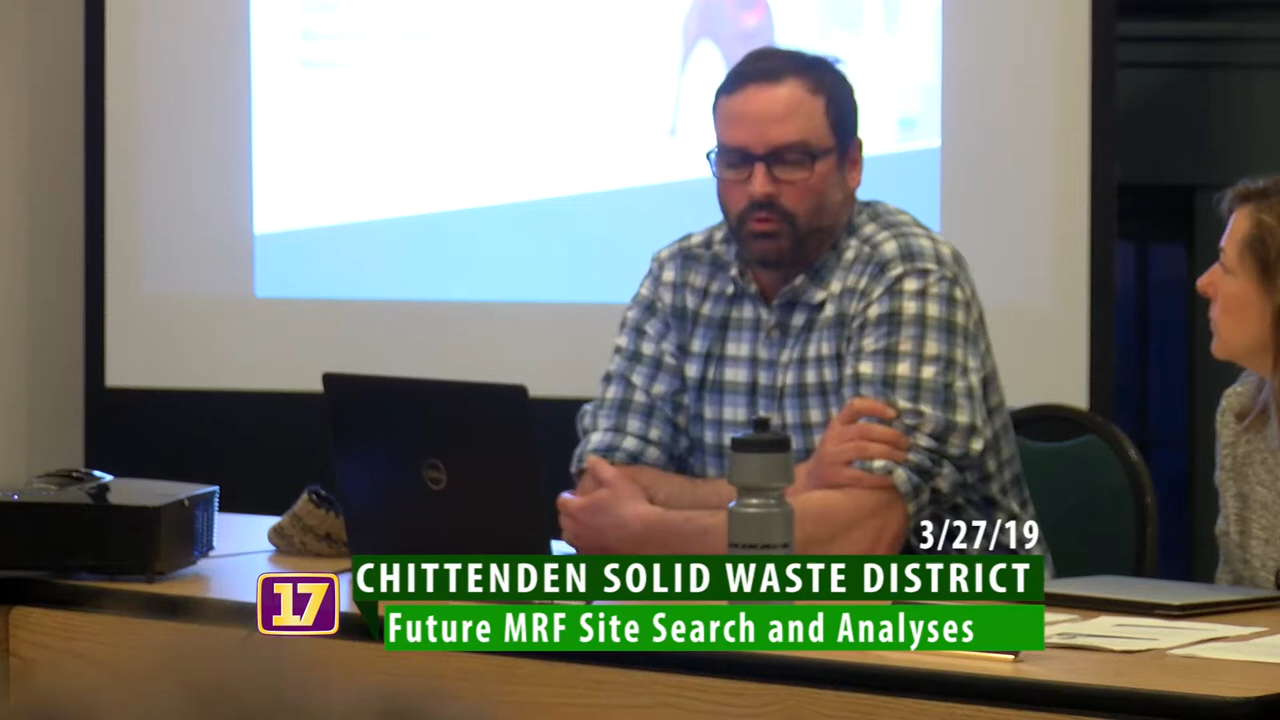 3/27/19
17
CHITTENDEN SOLID WASTE DISTRICT
Future MRF Site Search and Analyses